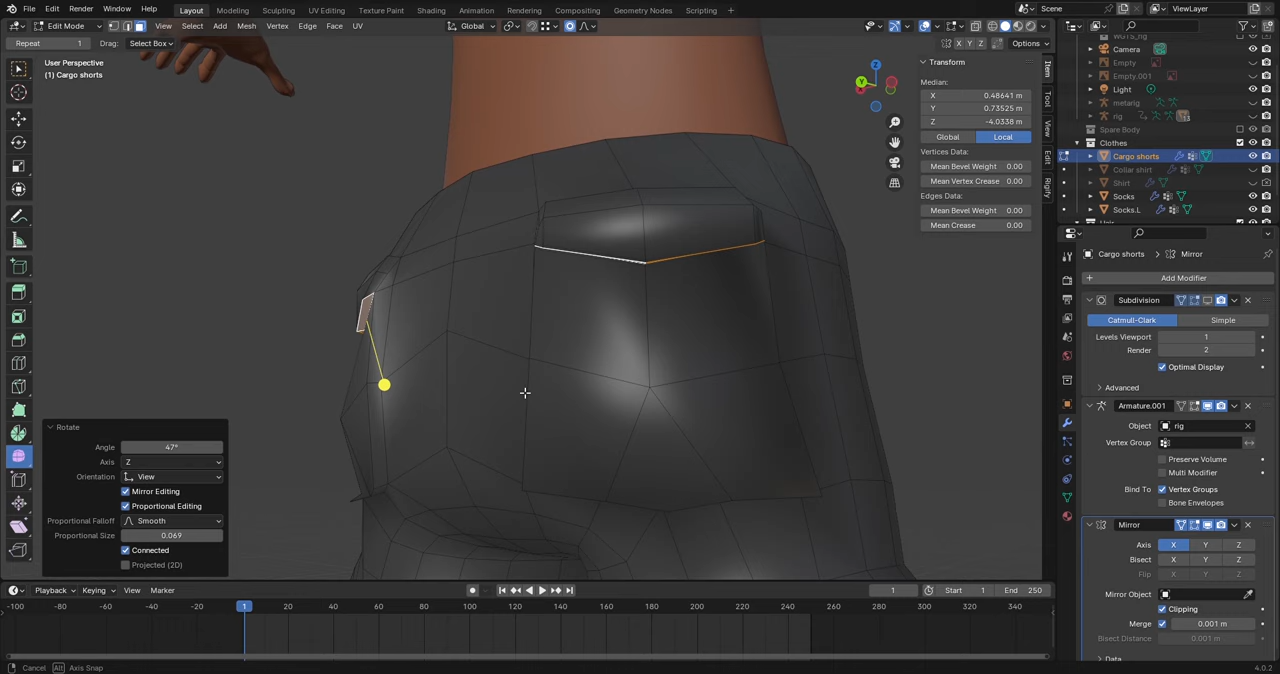 File Edit Render Window Help Layout Modeling Sculpting UV Editing Texture Paint Shading Animation Rendering Compositing Geometry Nodes Scripting + Scene ViewLayer
Edit Mode View Select Add Mesh Vertex Edge Face UV Global
Repeat 1 Drag: Select Box X Y Z Options
User Perspective
(1) Cargo shorts
Z
Y
Transform
Median:
X 0.48641 m
Y 0.73525 m
Z -4.0338 m
Global Local
Vertices Data:
Mean Bevel Weight 0.00
Mean Vertex Crease 0.00
Edges Data:
Mean Bevel Weight 0.00
Mean Crease 0.00
Item
Tool
View
Edit
Rigify
WGTS_rig
Camera
Empty
Empty.001
Light
metarig
rig
Spare Body
Clothes
Cargo shorts
Collar shirt
Shirt
Socks
Socks.L
Cargo shorts > Mirror
Add Modifier
Subdivision
Catmull-Clark Simple
Levels Viewport 1
Render 2
Optimal Display
Advanced
Armature.001
Object rig
Vertex Group
Preserve Volume
Multi Modifier
Bind To Vertex Groups
Bone Envelopes
Mirror
Axis X Y Z
Bisect X Y Z
Flip X Y Z
Mirror Object
Clipping
Merge 0.001 m
Bisect Distance 0.001 m
Data
Rotate
Angle 47°
Axis Z
Orientation View
Mirror Editing
Proportional Editing
Proportional Falloff Smooth
Proportional Size 0.069
Connected
Projected (2D)
Playback Keying View Marker 1 Start 1 End 250
-100 -80 -60 -40 -20 1 20 40 60 80 100 120 140 160 180 200 220 240 260 280 300 320 340
Cancel Alt Axis Snap 4.0.2